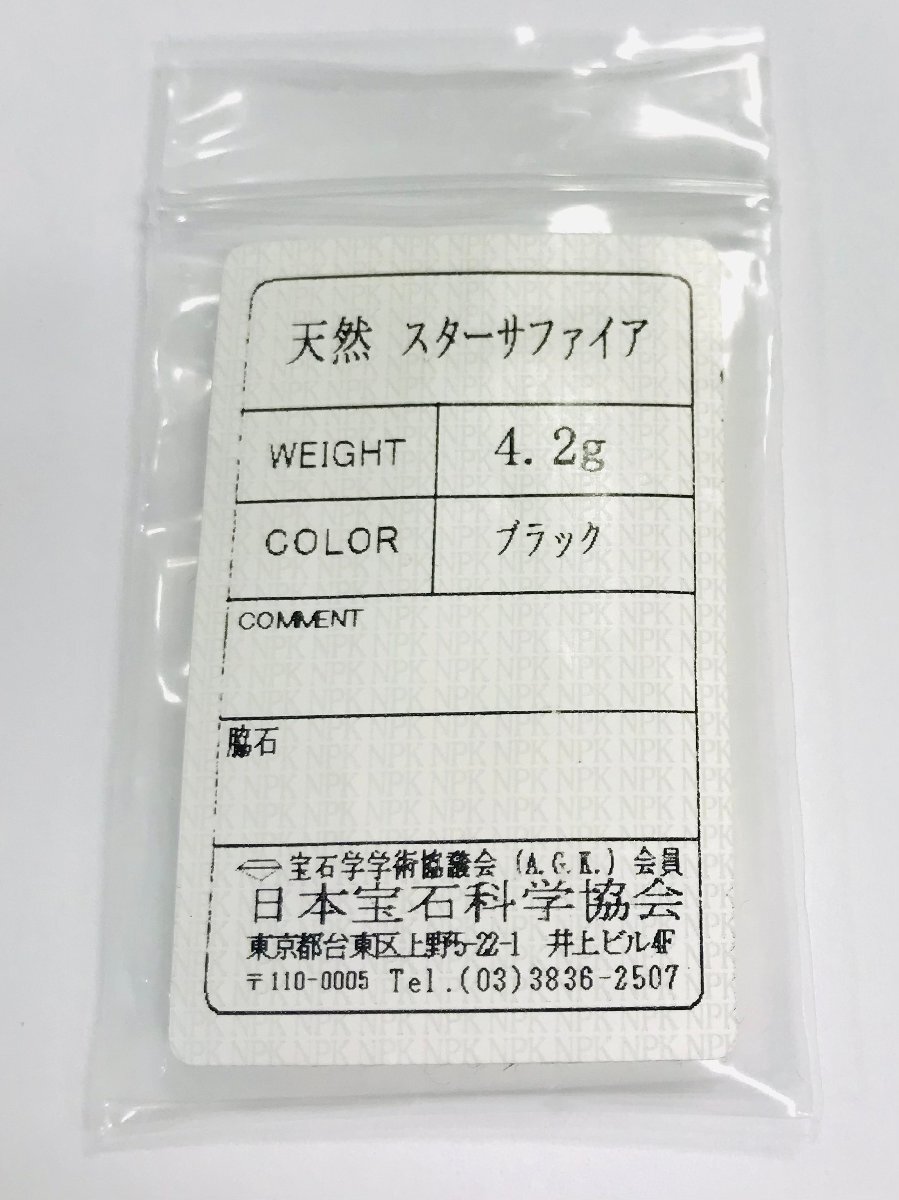 天然 スターサファイア
WEIGHT 4.2g
COLOR ブラック
COMMENT
脇石
宝石学学術協議会 (A.G.K.) 会員
日本宝石科学協会
東京都台東区上野5-22-1 井上ビル4F
〒110-0005 Tel.(03)3836-2507